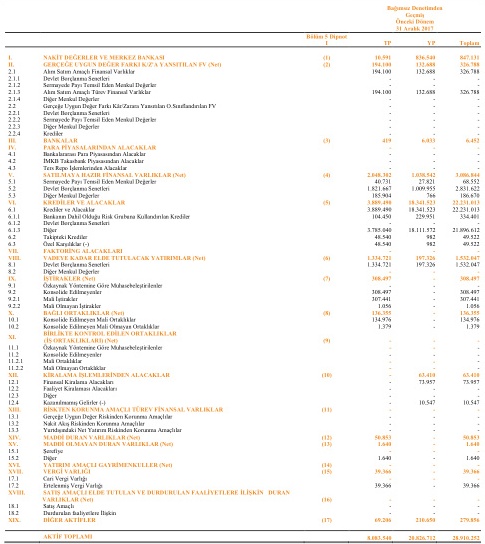 Bağımsız Denetimden
Geçmiş
Önceki Dönem
31 Aralık 2017
Bölüm 5 Dipnot
I TP YP Toplam
I. NAKİT DEĞERLER VE MERKEZ BANKASI (1) 10.591 836.540 847.131
II. GERÇEĞE UYGUN DEĞER FARKI K/Z'A YANSITILAN FV (Net) (2) 194.100 132.688 326.788
2.1 Alım Satım Amaçlı Finansal Varlıklar 194.100 132.688 326.788
2.1.1 Devlet Borçlanma Senetleri - - -
2.1.2 Sermayede Payı Temsil Eden Menkul Değerler - - -
2.1.3 Alım Satım Amaçlı Türev Finansal Varlıklar 194.100 132.688 326.788
2.1.4 Diğer Menkul Değerler - - -
2.2 Gerçeğe Uygun Değer Farkı Kâr/Zarara Yansıtılan O.Sınıflandırılan FV - - -
2.2.1 Devlet Borçlanma Senetleri - - -
2.2.2 Sermayede Payı Temsil Eden Menkul Değerler - - -
2.2.3 Diğer Menkul Değerler - - -
2.2.4 Krediler - - -
III. BANKALAR (3) 419 6.033 6.452
IV. PARA PİYASALARINDAN ALACAKLAR - - -
4.1 Bankalararası Para Piyasasından Alacaklar - - -
4.2 İMKB Takasbank Piyasasından Alacaklar - - -
4.3 Ters Repo İşlemlerinden Alacaklar - - -
V. SATILMAYA HAZIR FİNANSAL VARLIKLAR (Net) (4) 2.048.302 1.038.542 3.086.844
5.1 Sermayede Payı Temsil Eden Menkul Değerler 40.731 27.821 68.552
5.2 Devlet Borçlanma Senetleri 1.821.667 1.009.955 2.831.622
5.3 Diğer Menkul Değerler 185.904 766 186.670
VI. KREDİLER VE ALACAKLAR (5) 3.889.490 18.341.523 22.231.013
6.1 Krediler ve Alacaklar 3.889.490 18.341.523 22.231.013
6.1.1 Bankanın Dahil Olduğu Risk Grubuna Kullandırılan Krediler 104.450 229.951 334.401
6.1.2 Devlet Borçlanma Senetleri - - -
6.1.3 Diğer 3.785.040 18.111.572 21.896.612
6.2 Takipteki Krediler 48.540 982 49.522
6.3 Özel Karşılıklar (-) 48.540 982 49.522
VII. FAKTORİNG ALACAKLARI - - -
VIII. VADEYE KADAR ELDE TUTULACAK YATIRIMLAR (Net) (6) 1.334.721 197.326 1.532.047
8.1 Devlet Borçlanma Senetleri 1.334.721 197.326 1.532.047
8.2 Diğer Menkul Değerler - - -
IX. İŞTİRAKLER (Net) (7) 308.497 - 308.497
9.1 Özkaynak Yöntemine Göre Muhasebeleştirilenler - - -
9.2 Konsolide Edilmeyenler 308.497 - 308.497
9.2.1 Mali İştirakler 307.441 - 307.441
9.2.2 Mali Olmayan İştirakler 1.056 - 1.056
X. BAĞLI ORTAKLIKLAR (Net) (8) 136.355 - 136.355
10.1 Konsolide Edilmeyen Mali Ortaklıklar 134.976 - 134.976
10.2 Konsolide Edilmeyen Mali Olmayan Ortaklıklar 1.379 - 1.379
XI. BİRLİKTE KONTROL EDİLEN ORTAKLIKLAR
(İŞ ORTAKLIKLARI) (Net) (9) - - -
11.1 Özkaynak Yöntemine Göre Muhasebeleştirilenler - - -
11.2 Konsolide Edilmeyenler - - -
11.2.1 Mali Ortaklıklar - - -
11.2.2 Mali Olmayan Ortaklıklar - - -
XII. KİRALAMA İŞLEMLERİNDEN ALACAKLAR (10) - 63.410 63.410
12.1 Finansal Kiralama Alacakları - 73.957 73.957
12.2 Faaliyet Kiralaması Alacakları - - -
12.3 Diğer - - -
12.4 Kazanılmamış Gelirler (-) - 10.547 10.547
XIII. RİSKTEN KORUNMA AMAÇLI TÜREV FİNANSAL VARLIKLAR (11) - - -
13.1 Gerçeğe Uygun Değer Riskinden Korunma Amaçlılar - - -
13.2 Nakit Akış Riskinden Korunma Amaçlılar - - -
13.3 Yurtdışındaki Net Yatırım Riskinden Korunma Amaçlılar - - -
XIV. MADDİ DURAN VARLIKLAR (Net) (12) 50.853 - 50.853
XV. MADDİ OLMAYAN DURAN VARLIKLAR (Net) (13) 1.640 - 1.640
15.1 Şerefiye - - -
15.2 Diğer 1.640 - 1.640
XVI. YATIRIM AMAÇLI GAYRİMENKULLER (Net) (14) - - -
XVII. VERGİ VARLIĞI (15) 39.366 - 39.366
17.1 Cari Vergi Varlığı - - -
17.2 Ertelenmiş Vergi Varlığı 39.366 - 39.366
XVIII. SATIŞ AMAÇLI ELDE TUTULAN VE DURDURULAN FAALİYETLERE İLİŞKİN DURAN
VARLIKLAR (Net) (16) - - -
18.1 Satış Amaçlı - - -
18.2 Durdurulan Faaliyetlere İlişkin - - -
XIX. DİĞER AKTİFLER (17) 69.206 210.650 279.856
AKTİF TOPLAMI 8.083.540 20.826.712 28.910.252